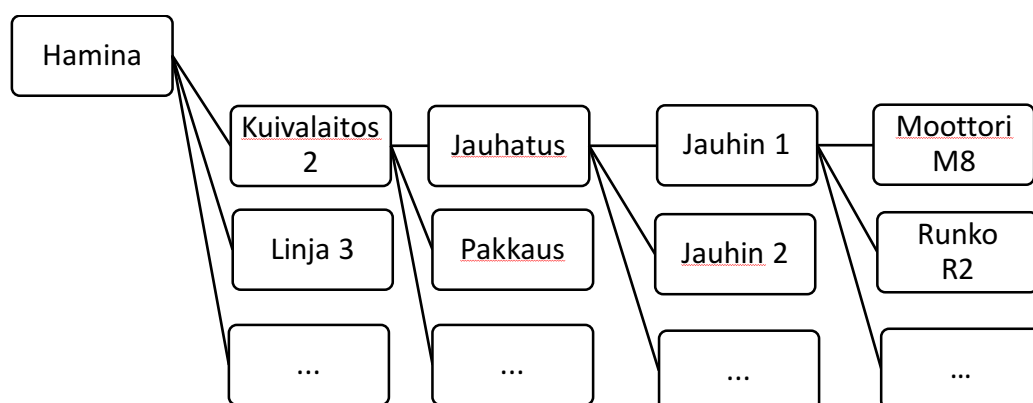 Hamina
Kuivalaitos
2
Jauhatus
Jauhin 1
Moottori
M8
Linja 3
Pakkaus
Jauhin 2
Runko
R2
...
...
...
...